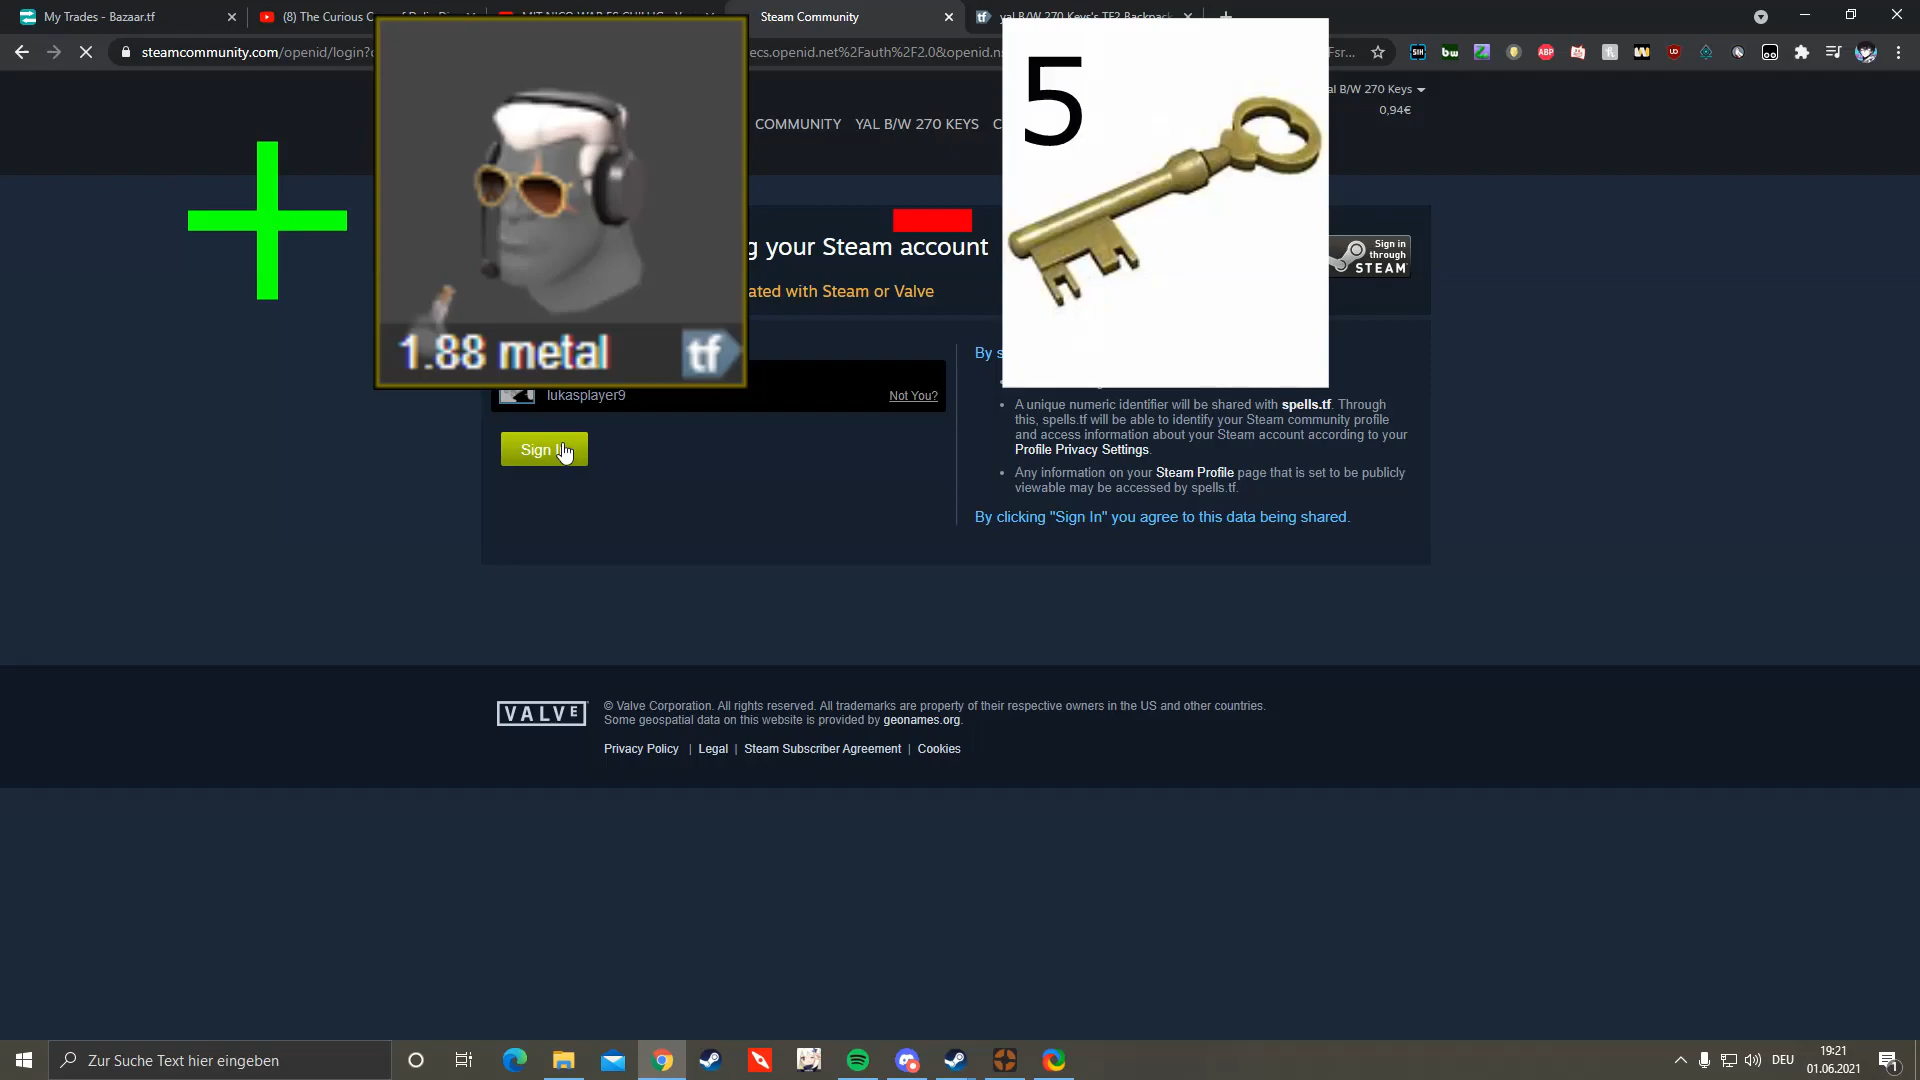 My Trades - Bazaar.tf
(8) The Curious C
Steam Community
yal B/W 270 Keys's TF2 Backpack
steamcommunity.com/openid/login?
ecs.openid.net%2Fauth%2F2.0&openid.n
Fsr...
al B/W 270 Keys
0,94€
COMMUNITY YAL B/W 270 KEYS C
5
g your Steam account
ated with Steam or Valve
Sign in
through
STEAM
1.88 metal tf
By s
lukasplayer9 Not You?
Sign I
• A unique numeric identifier will be shared with spells.tf. Through
this, spells.tf will be able to identify your Steam community profile
and access information about your Steam account according to your
Profile Privacy Settings.
• Any information on your Steam Profile page that is set to be publicly
viewable may be accessed by spells.tf.
By clicking "Sign In" you agree to this data being shared.
VALVE
© Valve Corporation. All rights reserved. All trademarks are property of their respective owners in the US and other countries.
Some geospatial data on this website is provided by geonames.org.
Privacy Policy | Legal | Steam Subscriber Agreement | Cookies
Zur Suche Text hier eingeben
DEU
19:21
01.06.2021